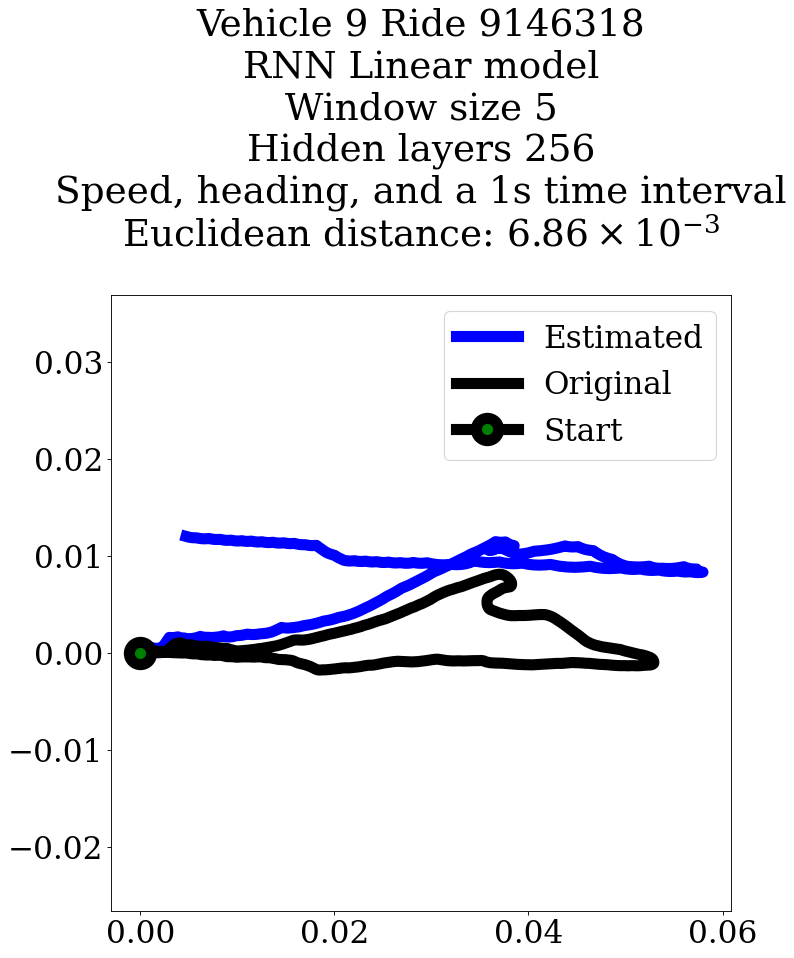 Vehicle 9 Ride 9146318
RNN Linear model
Window size 5
Hidden layers 256
Speed, heading, and a 1s time interval
Euclidean distance: 6.86 × 10⁻³
Estimated
Original
Start
0.03
0.02
0.01
0.00
−0.01
−0.02
0.00 0.02 0.04 0.06